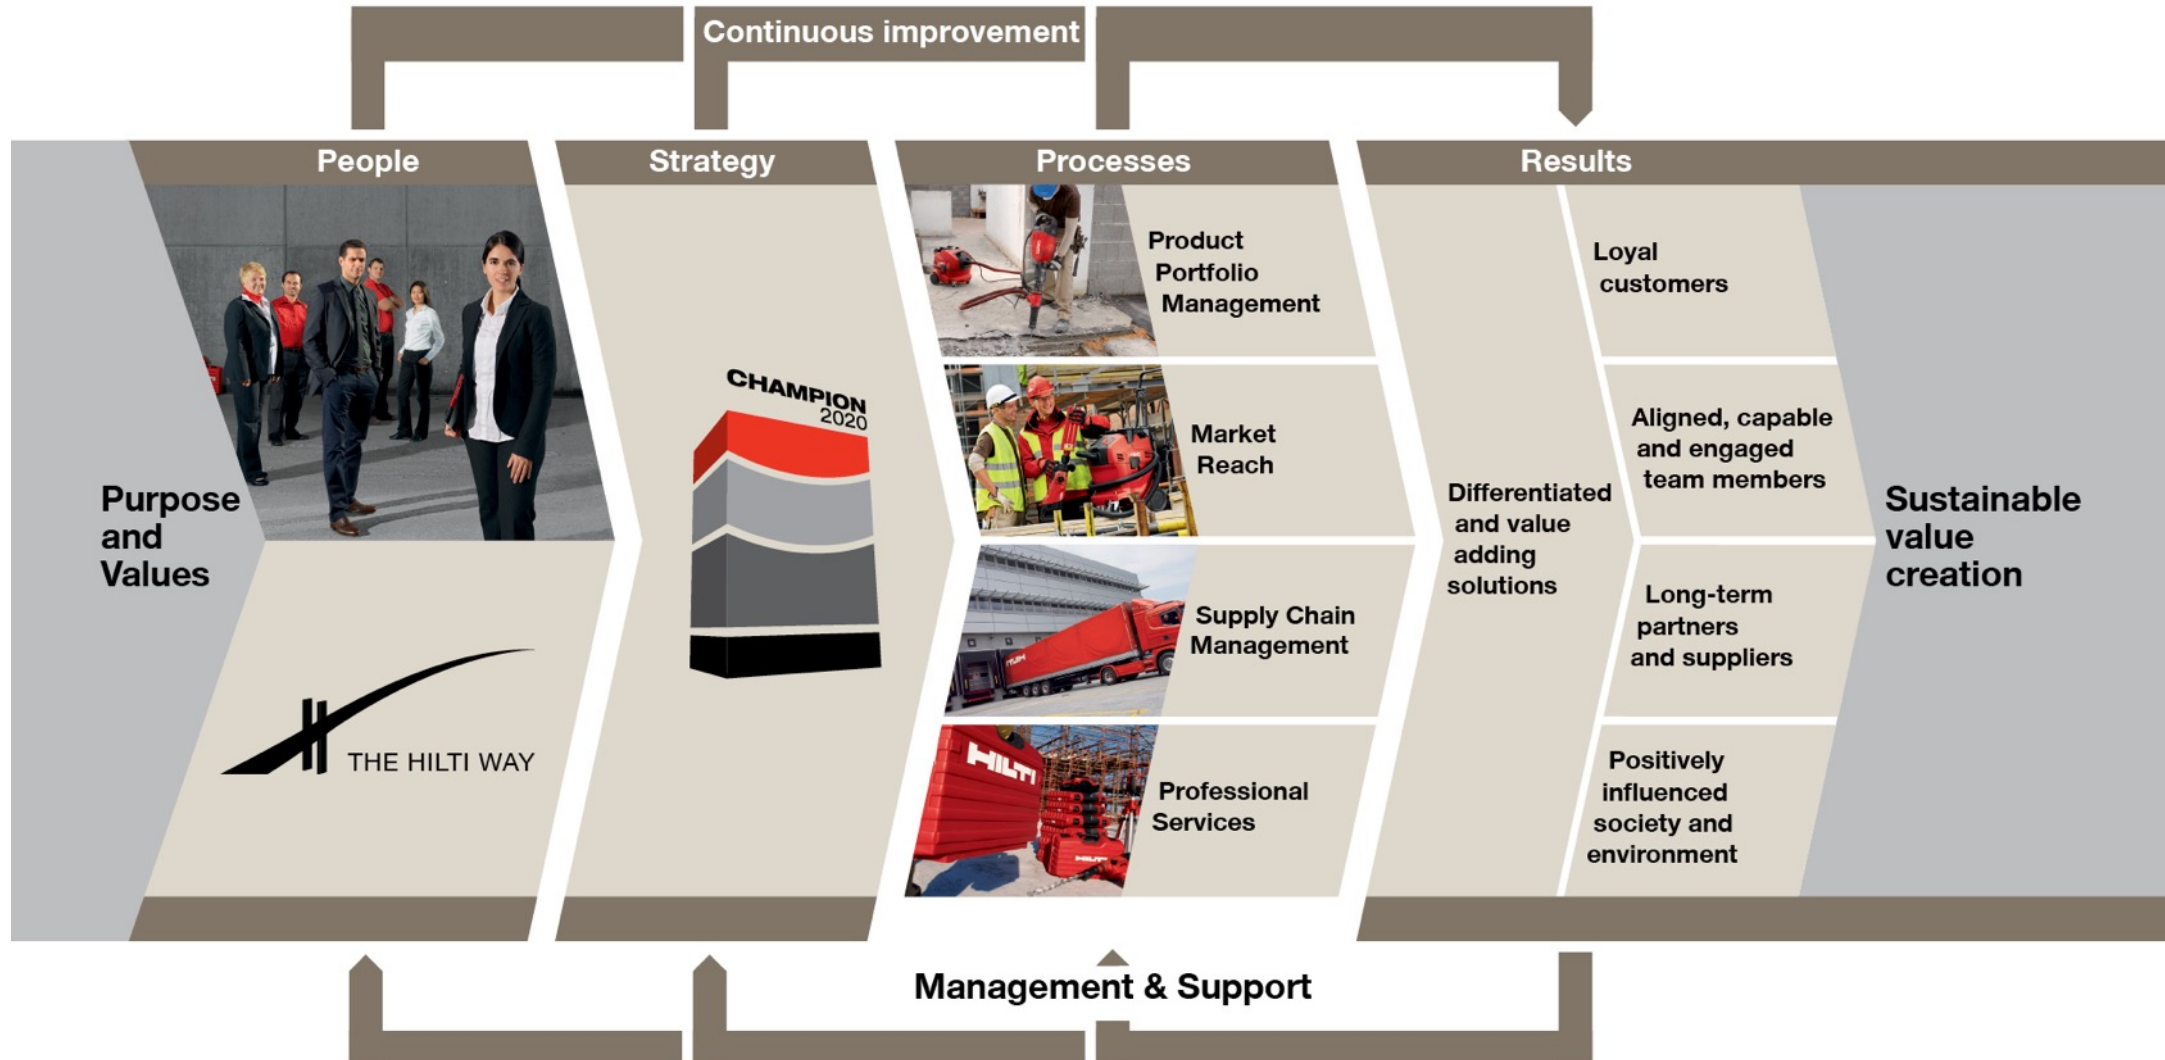 Continuous improvement
People
Strategy
Processes
Results
Purpose
and
Values
THE HILTI WAY
CHAMPION
2020
Product
Portfolio
Management
Market
Reach
Supply Chain
Management
HILTI
Professional
Services
HILTI
HILTI
Differentiated
and value
adding
solutions
Loyal
customers
Aligned, capable
and engaged
team members
Long-term
partners
and suppliers
Positively
influenced
society and
environment
Sustainable
value
creation
Management & Support